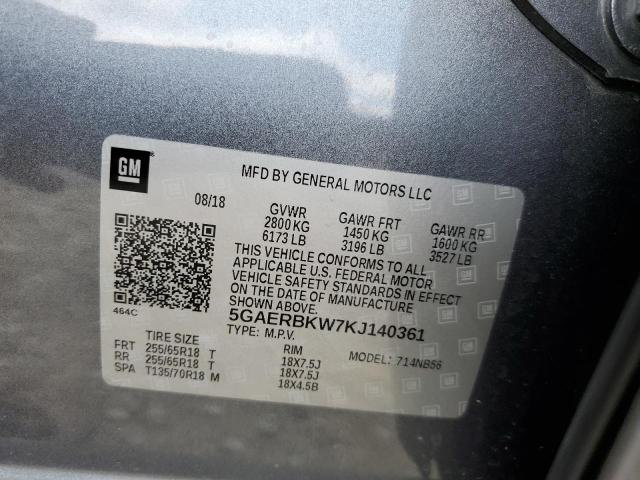 GM
MFD BY GENERAL MOTORS LLC
08/18 GVWR GAWR FRT GAWR RR
2800 KG 1450 KG 1600 KG
6173 LB 3196 LB 3527 LB
THIS VEHICLE CONFORMS TO ALL
APPLICABLE U.S. FEDERAL MOTOR
VEHICLE SAFETY STANDARDS IN EFFECT
ON THE DATE OF MANUFACTURE
SHOWN ABOVE.
464C
5GAERBKW7KJ140361
TYPE: M.P.V. MODEL: 714NB56
TIRE SIZE RIM
FRT 255/65R18 T 18X7.5J
RR 255/65R18 T 18X7.5J
SPA T135/70R18 M 18X4.5B